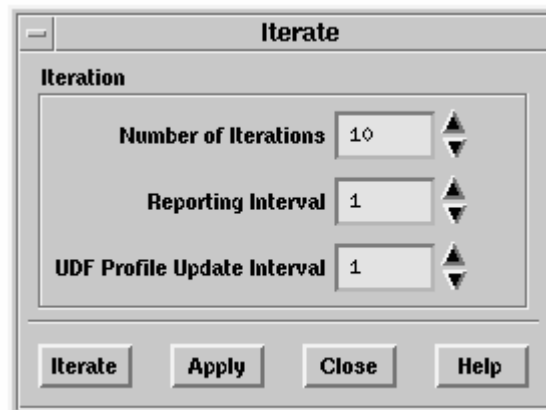 Iterate
Iteration
Number of Iterations 10
Reporting Interval 1
UDF Profile Update Interval 1
Iterate Apply Close Help